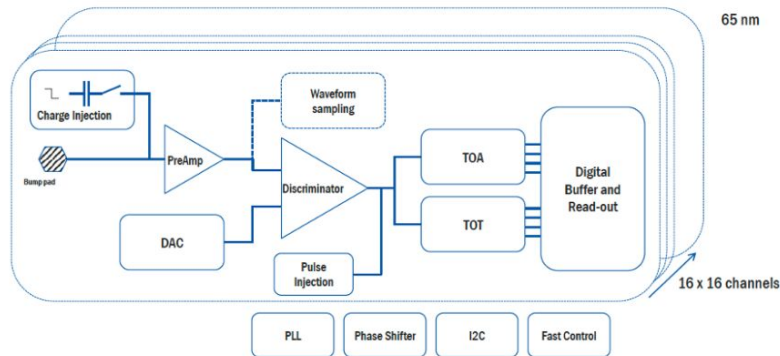 65 nm
Charge Injection
Waveform
sampling
Bump pad
PreAmp
Discriminator
TOA
TOT
Digital
Buffer and
Read-out
DAC
Pulse
Injection
16 x 16 channels
PLL
Phase Shifter
I2C
Fast Control